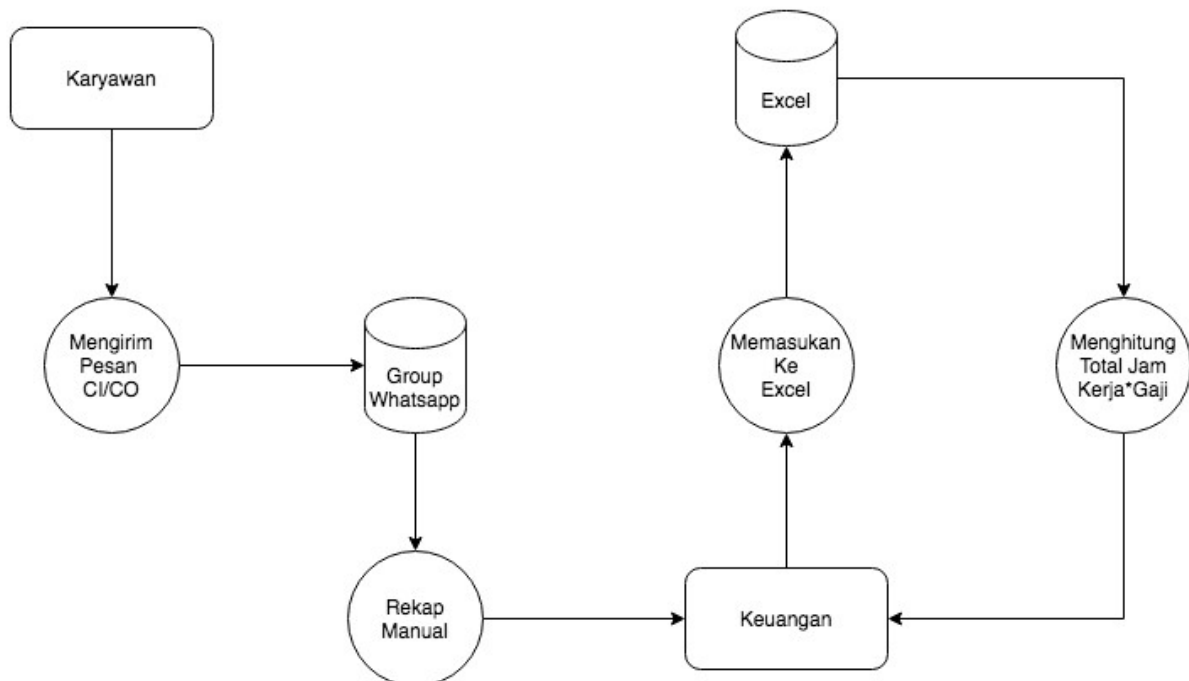 Karyawan
Excel
Mengirim
Pesan
CI/CO
Group
Whatsapp
Memasukan
Ke
Excel
Menghitung
Total Jam
Kerja*Gaji
Rekap
Manual
Keuangan